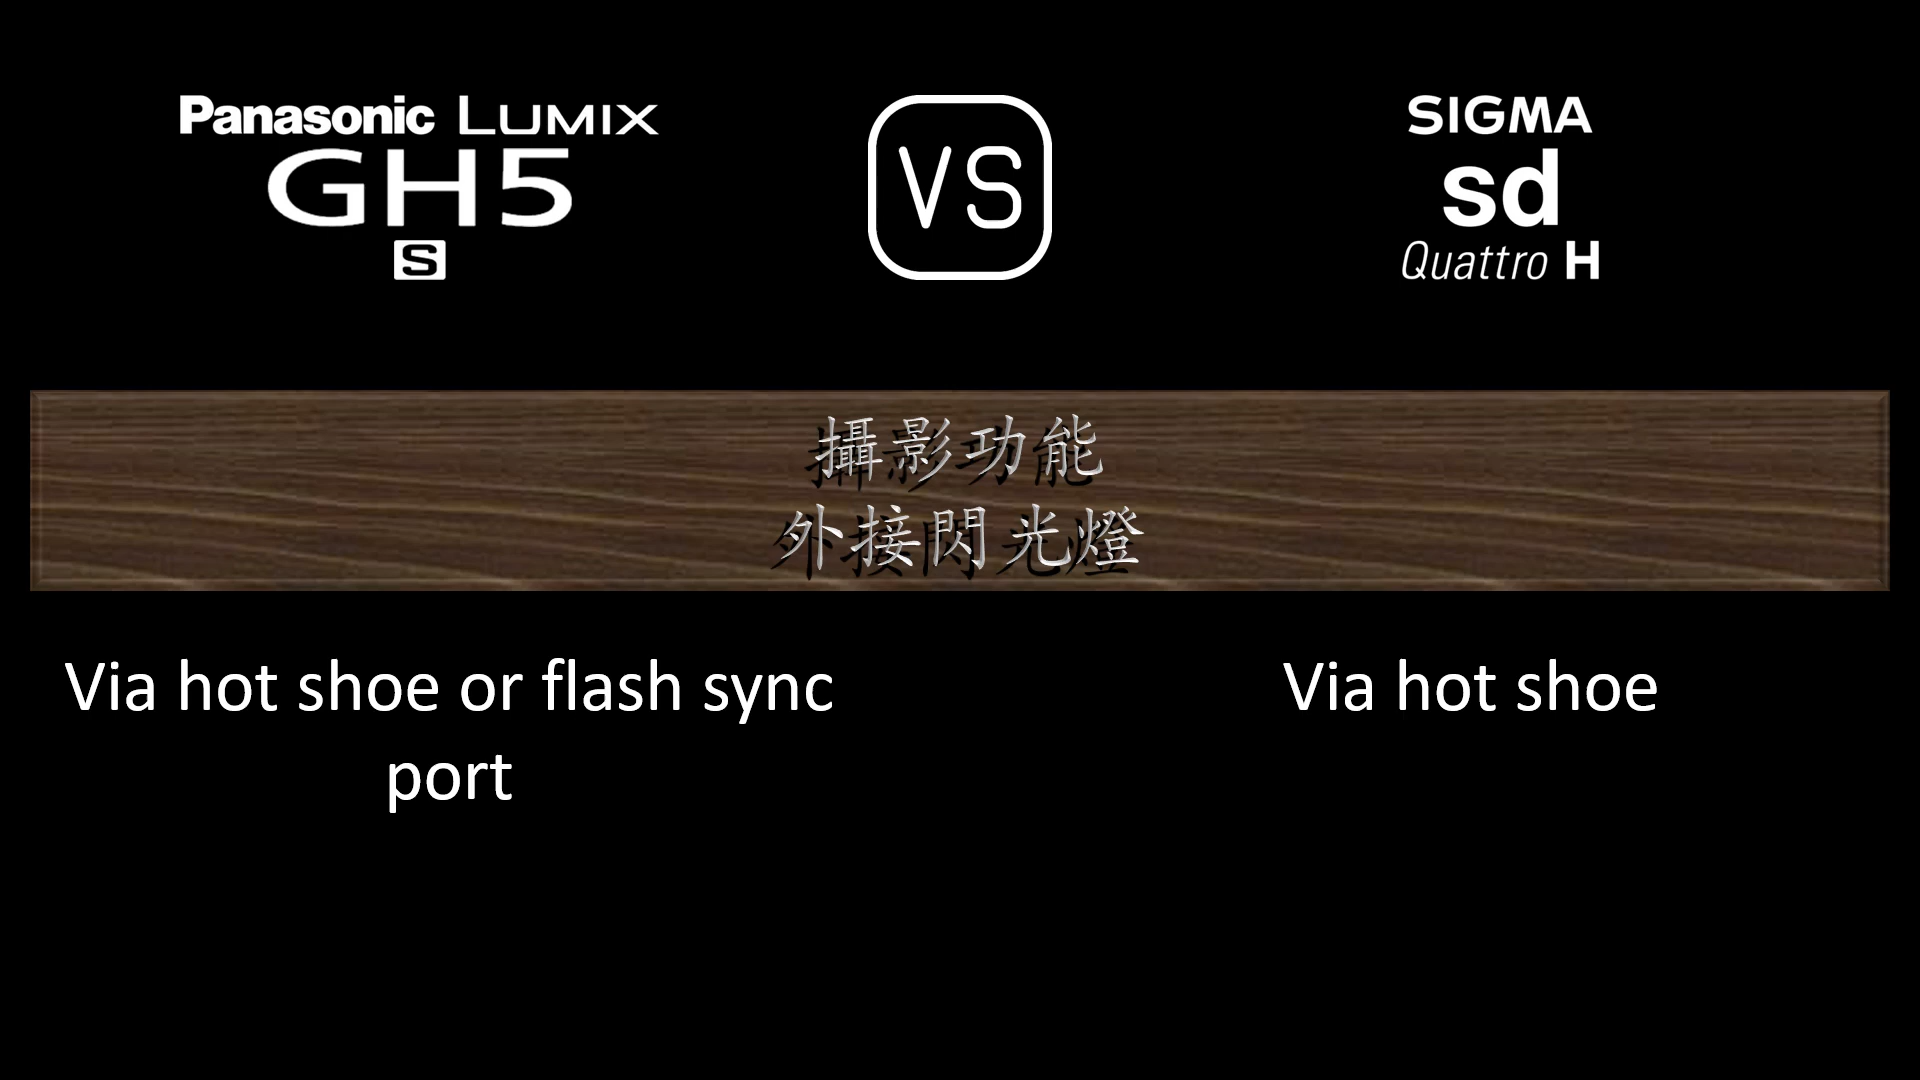 Panasonic LUMIX
GH5
S
VS
SIGMA
sd
Quattro H
攝影功能
外接閃光燈
Via hot shoe or flash sync
port
Via hot shoe